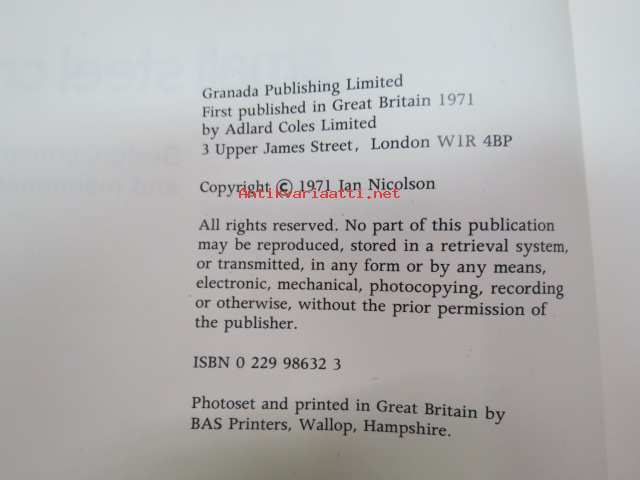 Granada Publishing Limited
First published in Great Britain 1971
by Adlard Coles Limited
3 Upper James Street, London W1R 4BP
Copyright © 1971 Ian Nicolson
Antikvariaatti.net
All rights reserved. No part of this publication
may be reproduced, stored in a retrieval system,
or transmitted, in any form or by any means,
electronic, mechanical, photocopying, recording
or otherwise, without the prior permission of
the publisher.
ISBN 0 229 98632 3
Photoset and printed in Great Britain by
BAS Printers, Wallop, Hampshire.